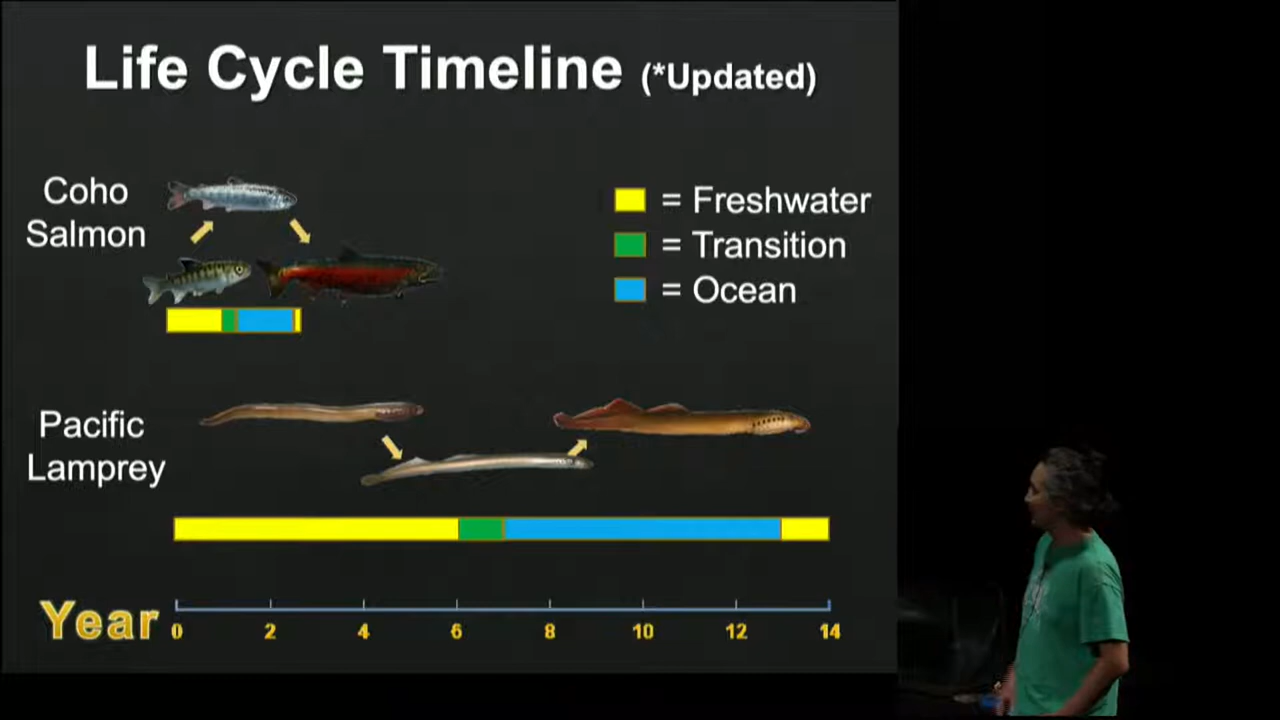 Life Cycle Timeline (*Updated)
Coho
Salmon
= Freshwater
= Transition
= Ocean
Pacific
Lamprey
Year
0 2 4 6 8 10 12 14